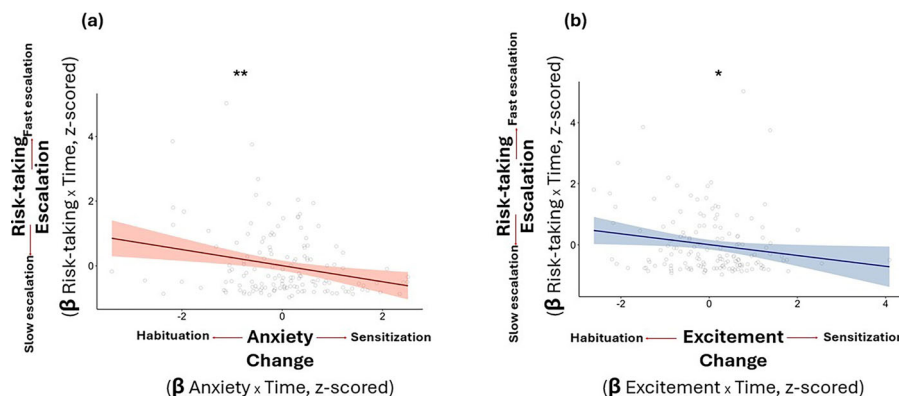 (a)
**
Risk-taking
Escalation
Slow escalation
Fast escalation
(β Risk-taking x Time, z-scored)
4
2
0
-2
0
2
Habituation
Anxiety
Change
Sensitization
(β Anxiety x Time, z-scored)
(b)
*
Risk-taking
Escalation
Slow escalation
Fast escalation
(β Risk-taking x Time, z-scored)
4
2
0
-2
0
2
4
Habituation
Excitement
Change
Sensitization
(β Excitement x Time, z-scored)